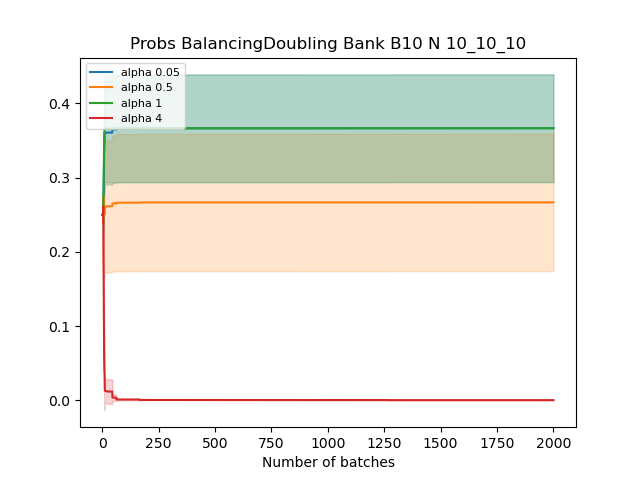 Probs BalancingDoubling Bank B10 N 10_10_10
alpha 0.05
alpha 0.5
alpha 1
alpha 4
0.4
0.3
0.2
0.1
0.0
0 250 500 750 1000 1250 1500 1750 2000
Number of batches